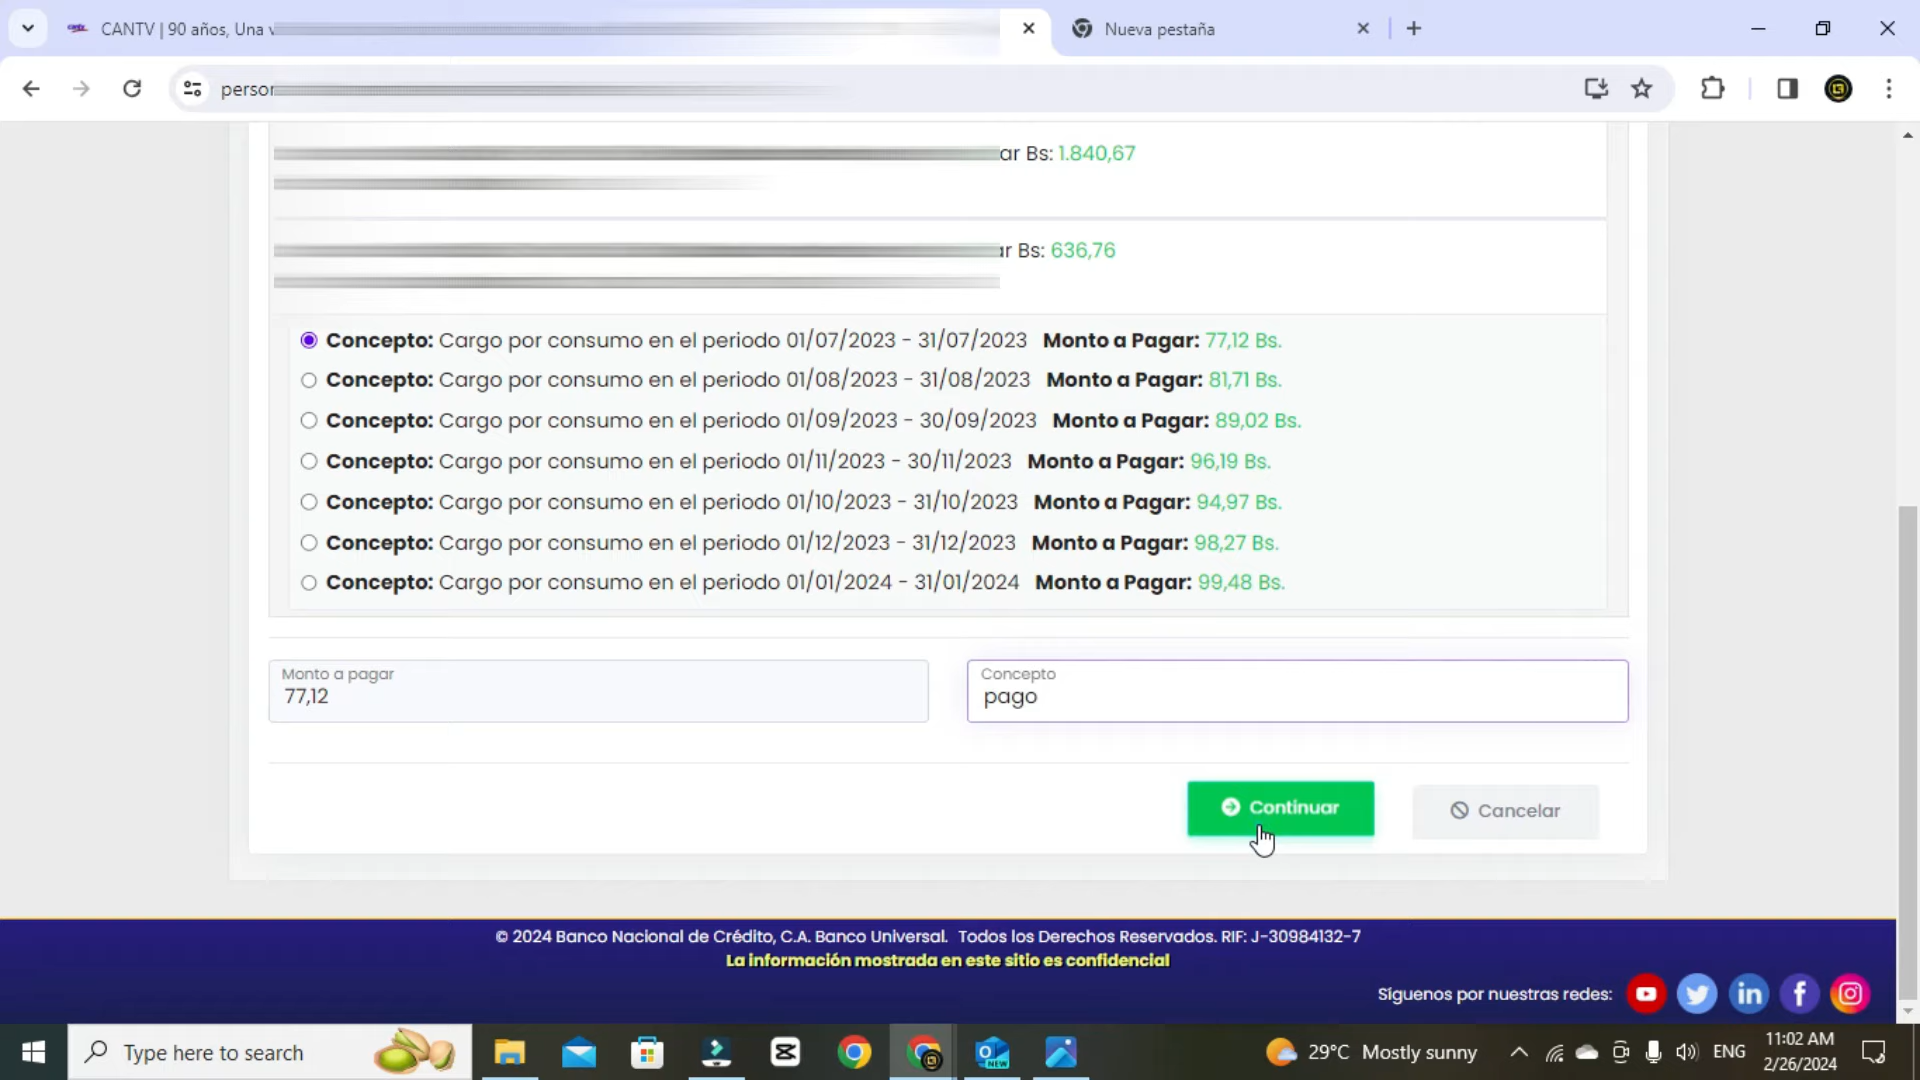 CANTV | 90 años, Una
Nueva pestaña
ar Bs: 1.840,67
Bs: 636,76
Concepto: Cargo por consumo en el periodo 01/07/2023 - 31/07/2023 Monto a Pagar: 77,12 Bs.
Concepto: Cargo por consumo en el periodo 01/08/2023 - 31/08/2023 Monto a Pagar: 81,71 Bs.
Concepto: Cargo por consumo en el periodo 01/09/2023 - 30/09/2023 Monto a Pagar: 89,02 Bs.
Concepto: Cargo por consumo en el periodo 01/11/2023 - 30/11/2023 Monto a Pagar: 96,19 Bs.
Concepto: Cargo por consumo en el periodo 01/10/2023 - 31/10/2023 Monto a Pagar: 94,97 Bs.
Concepto: Cargo por consumo en el periodo 01/12/2023 - 31/12/2023 Monto a Pagar: 98,27 Bs.
Concepto: Cargo por consumo en el periodo 01/01/2024 - 31/01/2024 Monto a Pagar: 99,48 Bs.
Monto a pagar
77,12
Concepto
pago
Continuar
Cancelar
© 2024 Banco Nacional de Crédito, C.A. Banco Universal. Todos los Derechos Reservados. RIF: J-30984132-7
La información mostrada en este sitio es confidencial
Síguenos por nuestras redes:
Type here to search
NEW
29°C Mostly sunny
ENG
11:02 AM
2/26/2024